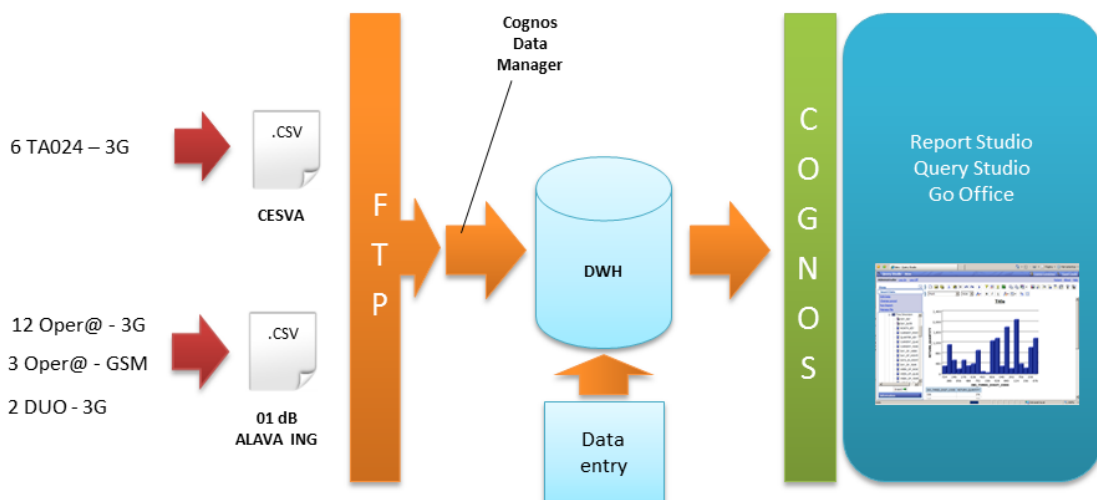 Cognos
Data
Manager
6 TA024 – 3G
.CSV
CESVA
12 Oper@ - 3G
3 Oper@ - GSM
2 DUO - 3G
.CSV
01 dB
ALAVA ING
F
T
P
DWH
Data
entry
C
O
G
N
O
S
Report Studio
Query Studio
Go Office
Title